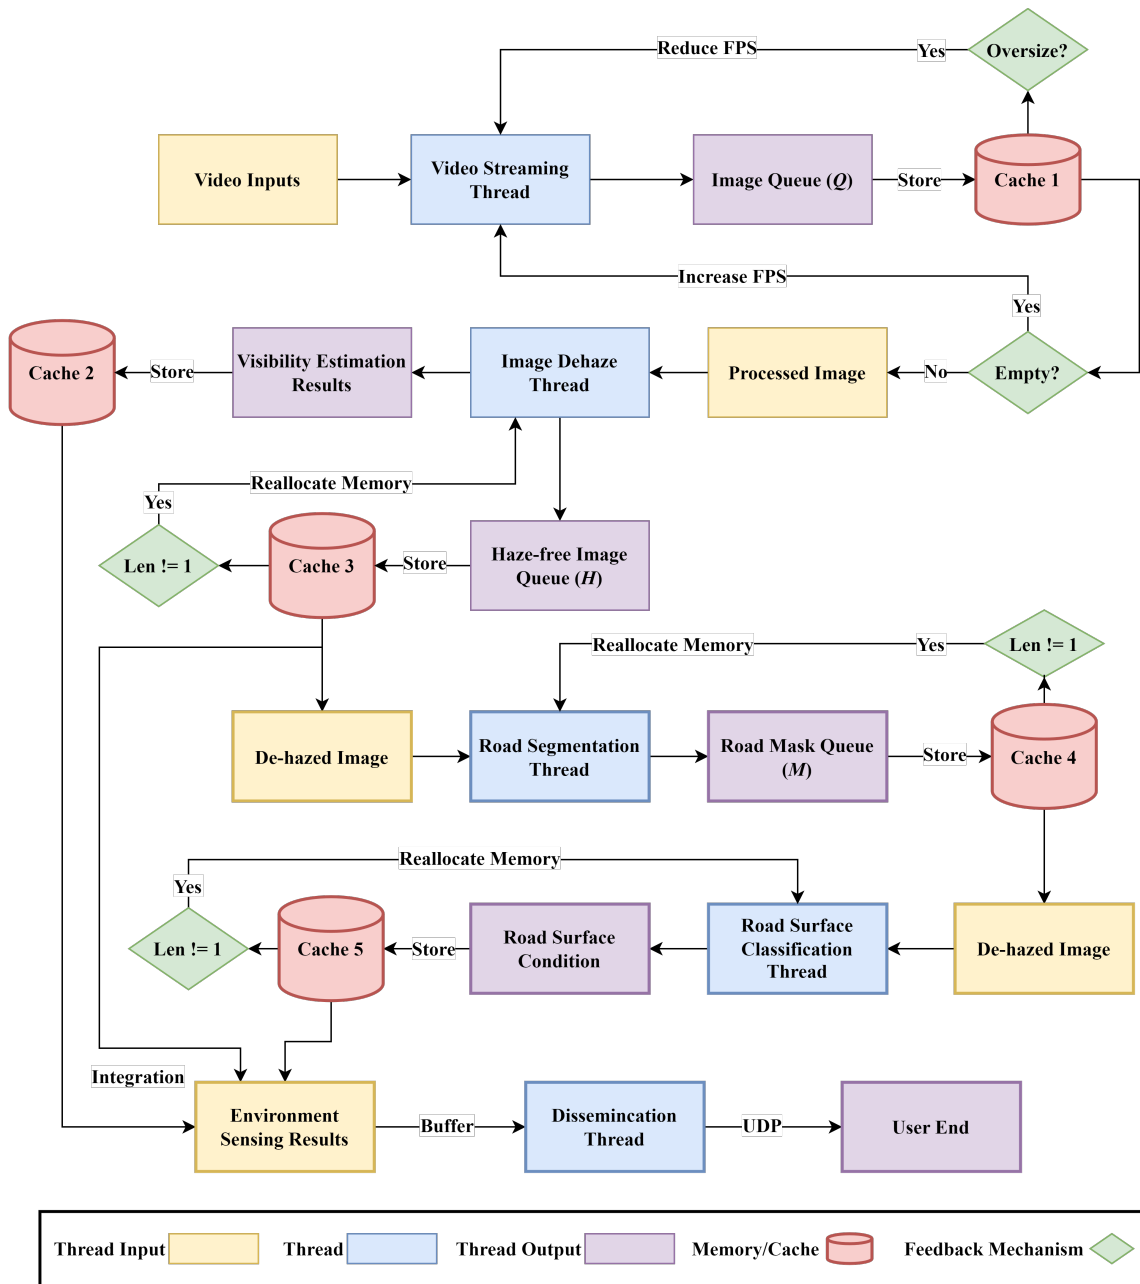 Reduce FPS
Yes
Oversize?
Video Inputs
Video Streaming
Thread
Image Queue (Q)
Store
Cache 1
Increase FPS
Yes
Cache 2
Store
Visibility Estimation
Results
Image Dehaze
Thread
Processed Image
No
Empty?
Reallocate Memory
Yes
Len != 1
Cache 3
Store
Haze-free Image
Queue (H)
Reallocate Memory
Yes
Len != 1
De-hazed Image
Road Segmentation
Thread
Road Mask Queue
(M)
Store
Cache 4
Reallocate Memory
Yes
Len != 1
Cache 5
Store
Road Surface
Condition
Road Surface
Classification
Thread
De-hazed Image
Integration
Environment
Sensing Results
Buffer
Dissemincation
Thread
UDP
User End
Thread Input
Thread
Thread Output
Memory/Cache
Feedback Mechanism